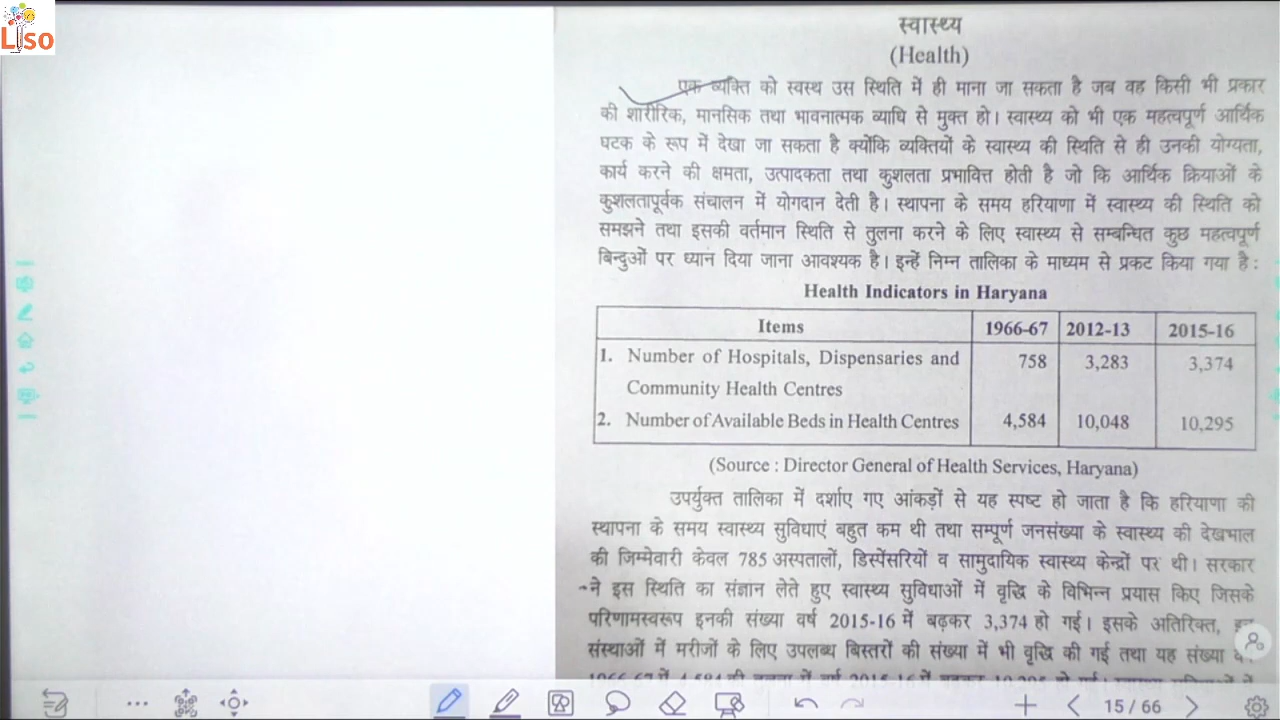 Liso
स्वास्थ्य
(Health)
एक व्यक्ति को स्वस्थ उस स्थिति में ही माना जा सकता है जब वह किसी भी प्रकार
की शारीरिक, मानसिक तथा भावनात्मक व्याधि से मुक्त हो। स्वास्थ्य को भी एक महत्वपूर्ण आर्थिक
घटक के रूप में देखा जा सकता है क्योंकि व्यक्तियों के स्वास्थ्य की स्थिति से ही उनकी योग्यता,
कार्य करने की क्षमता, उत्पादकता तथा कुशलता प्रभावित्त होती है जो कि आर्थिक क्रियाओं के
कुशलतापूर्वक संचालन में योगदान देती है। स्थापना के समय हरियाणा में स्वास्थ्य की स्थिति को
समझने तथा इसकी वर्तमान स्थिति से तुलना करने के लिए स्वास्थ्य से सम्बन्धित कुछ महत्वपूर्ण
बिन्दुओं पर ध्यान दिया जाना आवश्यक है। इन्हें निम्न तालिका के माध्यम से प्रकट किया गया है :
Health Indicators in Haryana
Items 1966-67 2012-13 2015-16
1. Number of Hospitals, Dispensaries and 758 3,283 3,374
Community Health Centres
2. Number of Available Beds in Health Centres 4,584 10,048 10,295
(Source : Director General of Health Services, Haryana)
उपर्युक्त तालिका में दर्शाए गए आंकड़ों से यह स्पष्ट हो जाता है कि हरियाणा की
स्थापना के समय स्वास्थ्य सुविधाएं बहुत कम थी तथा सम्पूर्ण जनसंख्या के स्वास्थ्य की देखभाल
की जिम्मेवारी केवल 785 अस्पतालों, डिस्पेंसरियों व सामुदायिक स्वास्थ्य केन्द्रों पर थी। सरकार
ने इस स्थिति का संज्ञान लेते हुए स्वास्थ्य सुविधाओं में वृद्धि के विभिन्न प्रयास किए जिसके
परिणामस्वरूप इनकी संख्या वर्ष 2015-16 में बढ़कर 3,374 हो गई। इसके अतिरिक्त,
संस्थाओं में मरीजों के लिए उपलब्ध बिस्तरों की संख्या में भी वृद्धि की गई तथा यह संख्या
15 / 66